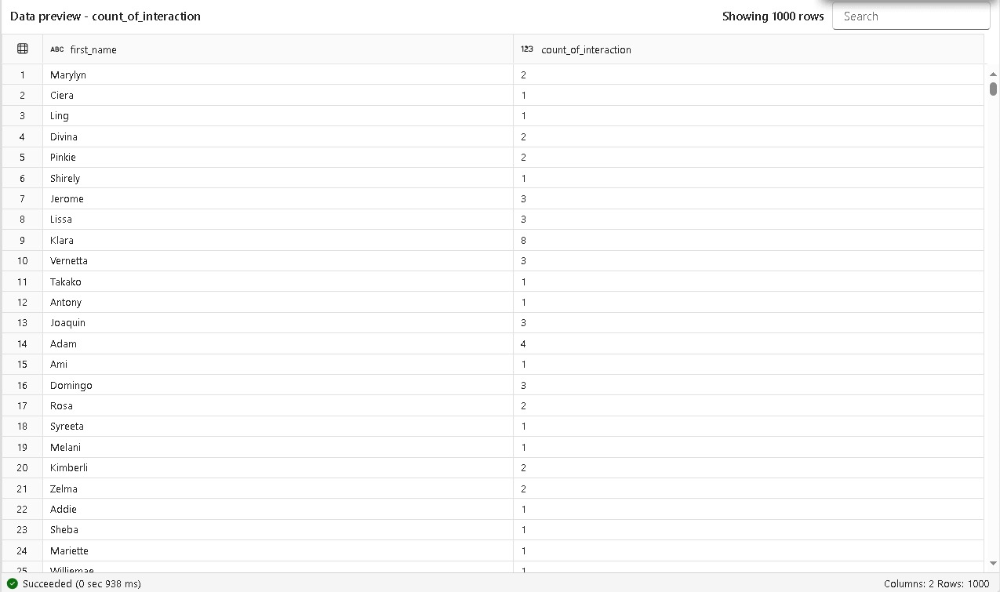 Data preview - count_of_interaction
Showing 1000 rows
Search
ABC first_name 123 count_of_interaction
1 Marylyn 2
2 Ciera 1
3 Ling 1
4 Divina 2
5 Pinkie 2
6 Shirely 1
7 Jerome 3
8 Lissa 3
9 Klara 8
10 Vernetta 3
11 Takako 1
12 Antony 1
13 Joaquin 3
14 Adam 4
15 Ami 1
16 Domingo 3
17 Rosa 2
18 Syreeta 1
19 Melani 1
20 Kimberli 2
21 Zelma 2
22 Addie 1
23 Sheba 1
24 Mariette 1
25 Williemae 1
Succeeded (0 sec 938 ms)
Columns: 2 Rows: 1000